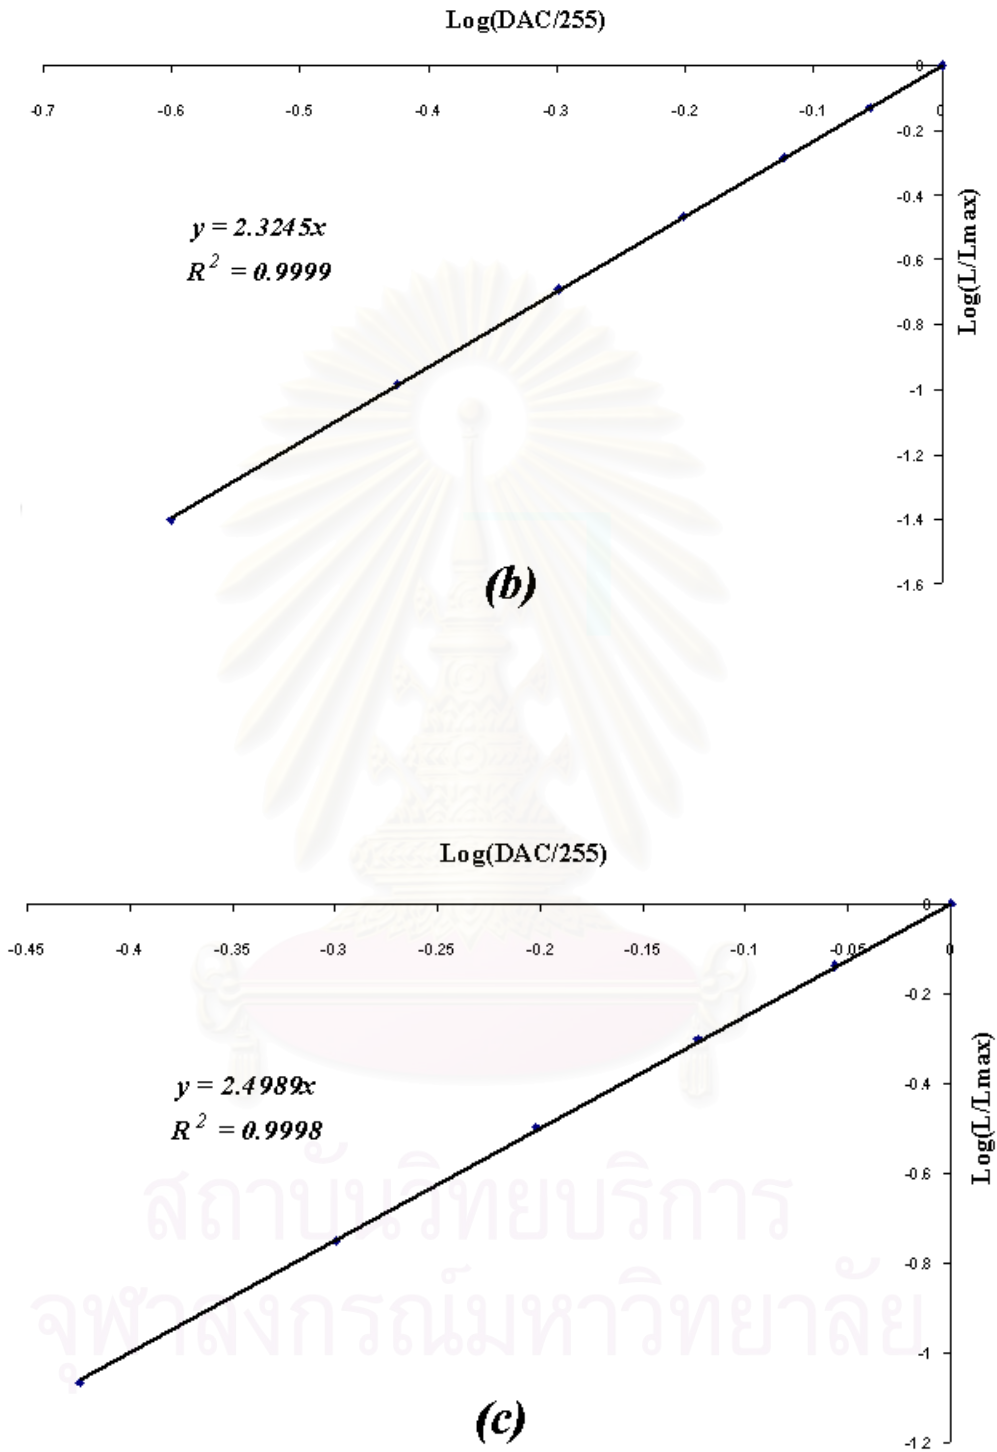 Log(DAC/255)
0
-0.7 -0.6 -0.5 -0.4 -0.3 -0.2 -0.1 0
-0.2
-0.4
y = 2.3245x
R² = 0.9999
-0.6
Log(L/Lmax)
-0.8
-1
-1.2
-1.4
(b)
-1.6
Log(DAC/255)
0
-0.45 -0.4 -0.35 -0.3 -0.25 -0.2 -0.15 -0.1 -0.05 0
-0.2
-0.4
y = 2.4989x
R² = 0.9998
Log(L/Lmax)
-0.6
สถาบันวิทยบริการ
-0.8
จุฬาลงกรณ์มหาวิทยาลัย
-1
(c)
-1.2